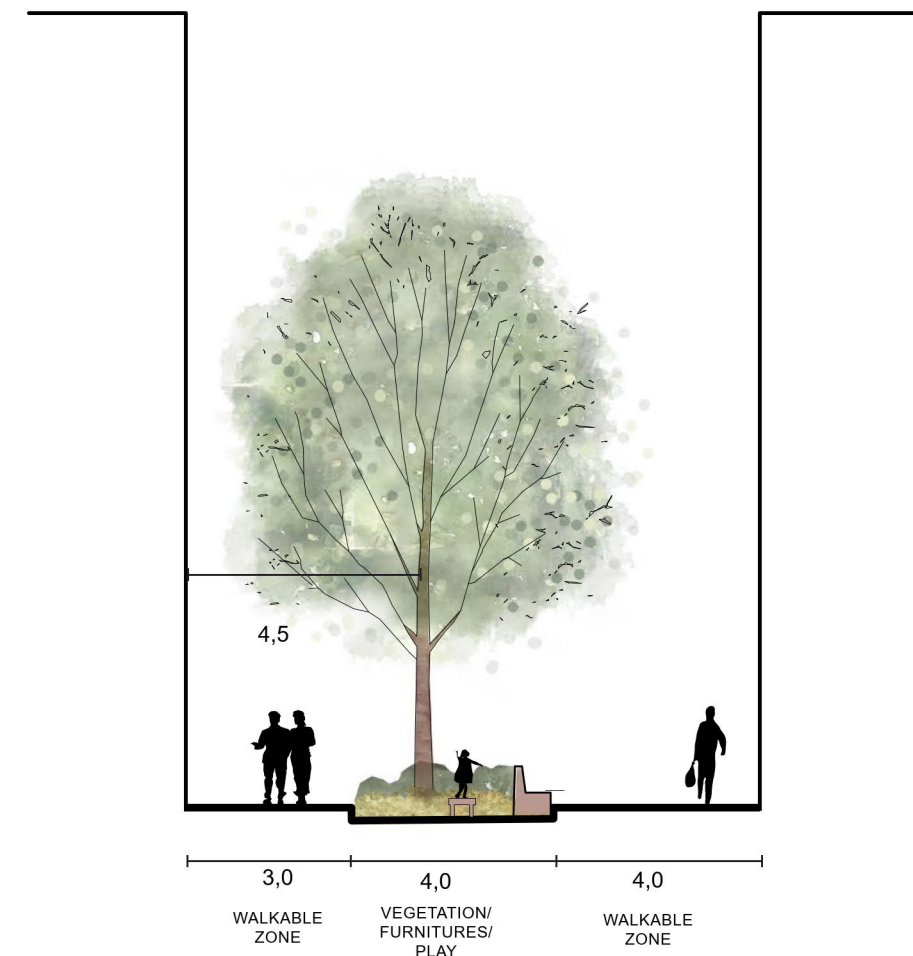 4,5
3,0
4,0
4,0
WALKABLE
ZONE
VEGETATION/
FURNITURES/
PLAY
WALKABLE
ZONE